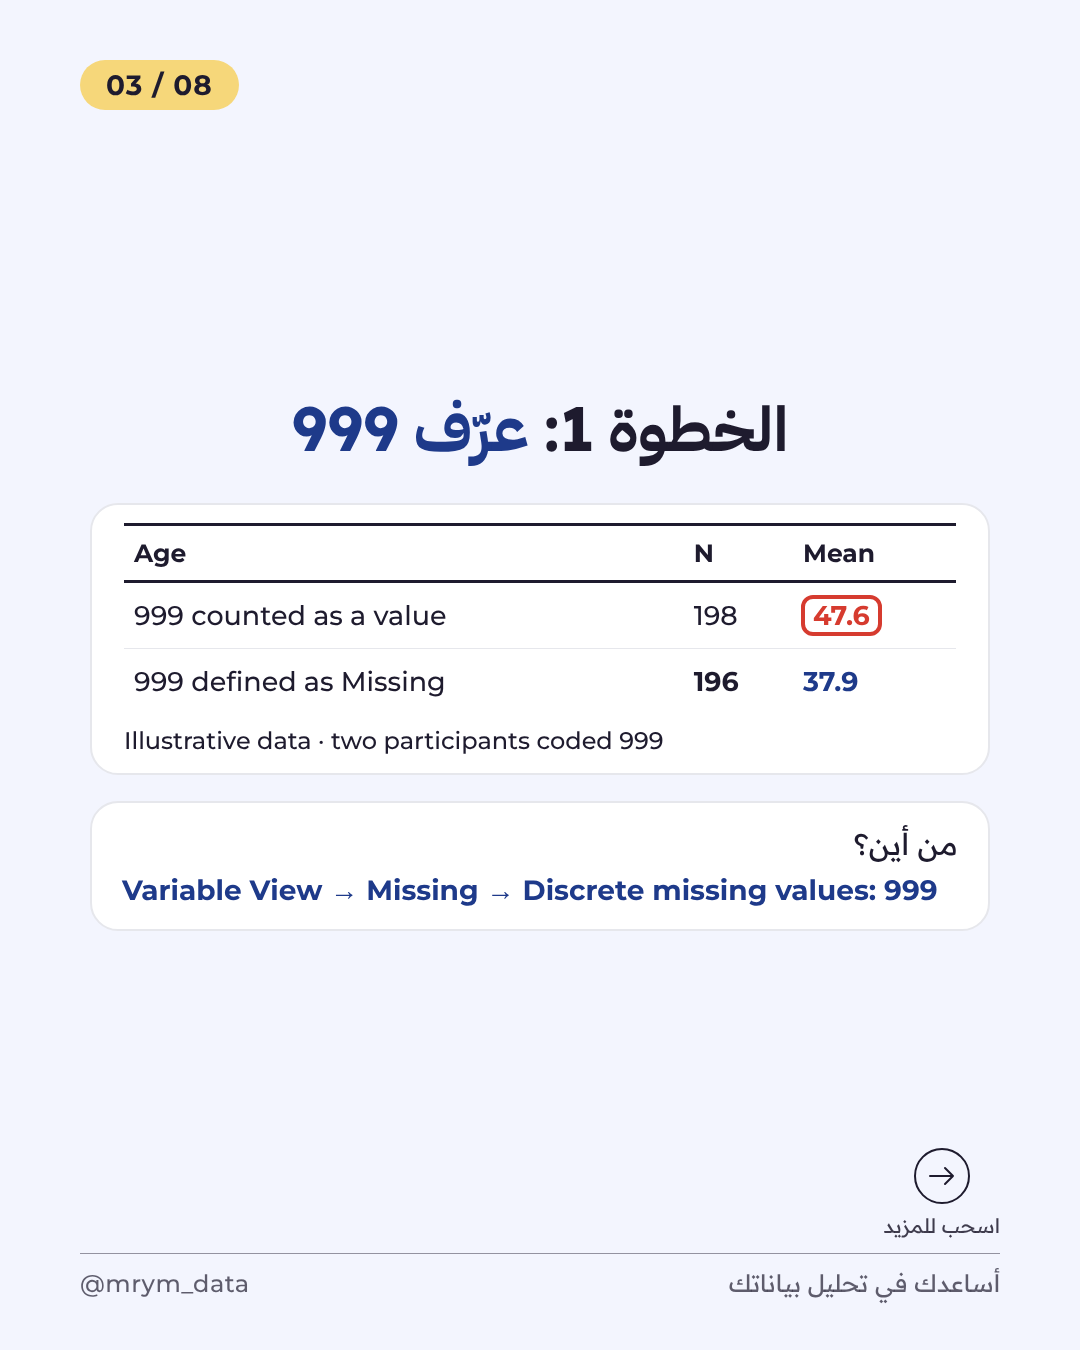 03 / 08
الخطوة 1: عرّف 999
Age N Mean
999 counted as a value 198 47.6
999 defined as Missing 196 37.9
Illustrative data · two participants coded 999
من أين؟
Variable View → Missing → Discrete missing values: 999
اسحب للمزيد
@mrym_data أساعدك في تحليل بياناتك